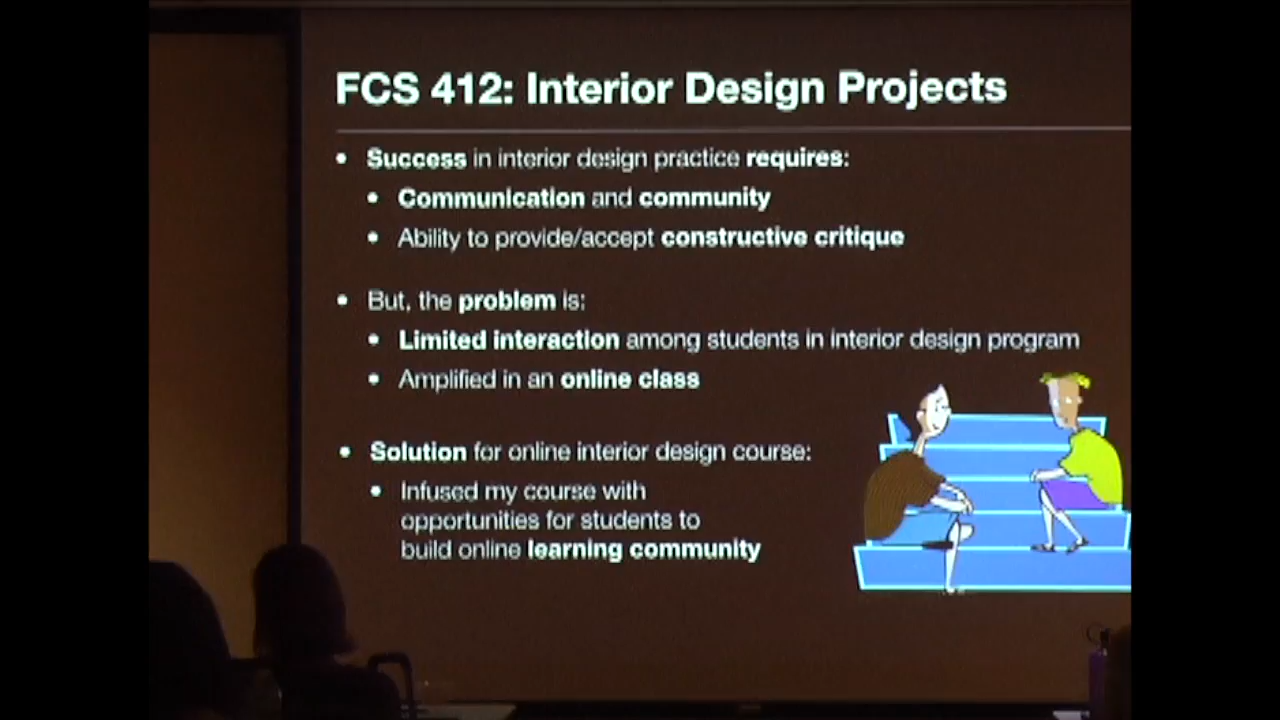 FCS 412: Interior Design Projects
• Success in interior design practice requires:
• Communication and community
• Ability to provide/accept constructive critique
• But, the problem is:
• Limited interaction among students in interior design program
• Amplified in an online class
• Solution for online interior design course:
• Infused my course with
opportunities for students to
build online learning community